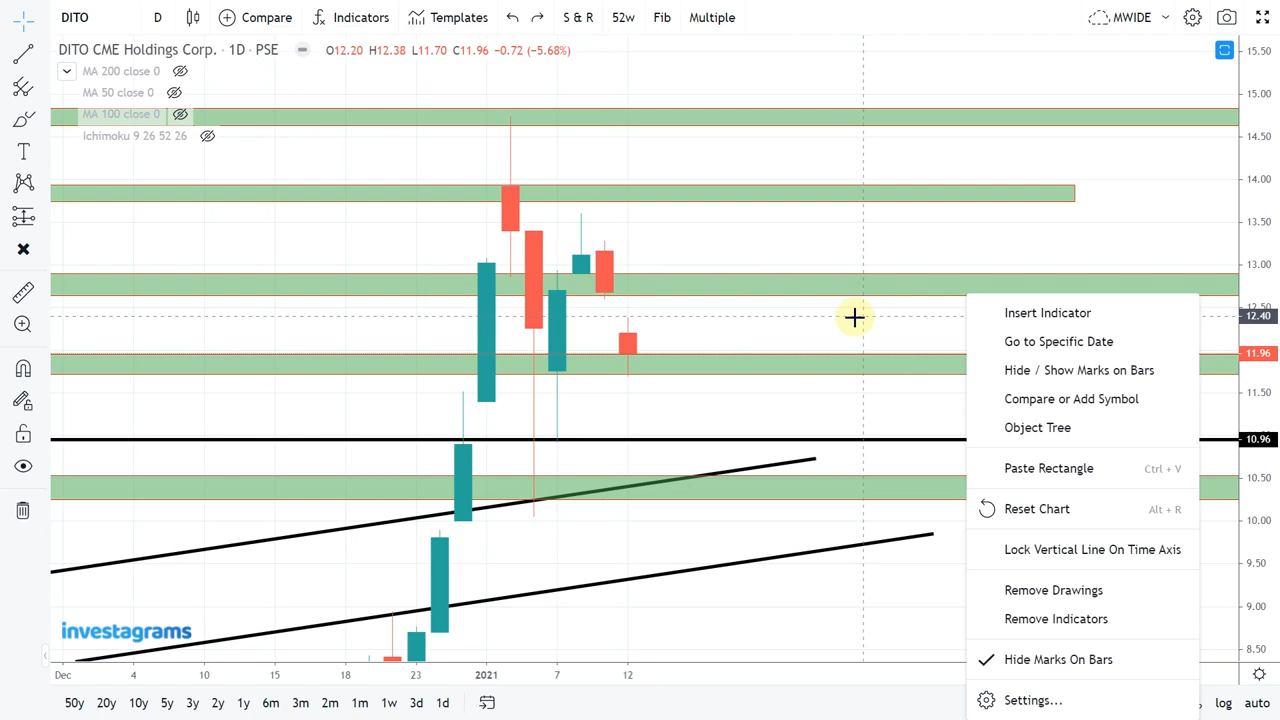 DITO D Compare Indicators Templates S & R 52w Fib Multiple MWIDE
DITO CME Holdings Corp. · 1D · PSE O12.20 H12.38 L11.70 C11.96 −0.72 (−5.68%)
MA 200 close 0
MA 50 close 0
MA 100 close 0
Ichimoku 9 26 52 26
15.50
15.00
14.50
14.00
13.50
13.00
12.50
12.40
11.96
11.50
10.96
10.50
10.00
9.50
9.00
8.50
Insert Indicator
Go to Specific Date
Hide / Show Marks on Bars
Compare or Add Symbol
Object Tree
Paste Rectangle Ctrl + V
Reset Chart Alt + R
Lock Vertical Line On Time Axis
Remove Drawings
Remove Indicators
Hide Marks On Bars
Settings...
investagrams
Dec 4 10 15 18 23 2021 7 12
50y 20y 10y 5y 3y 2y 1y 6m 3m 2m 1m 1w 3d 1d log auto